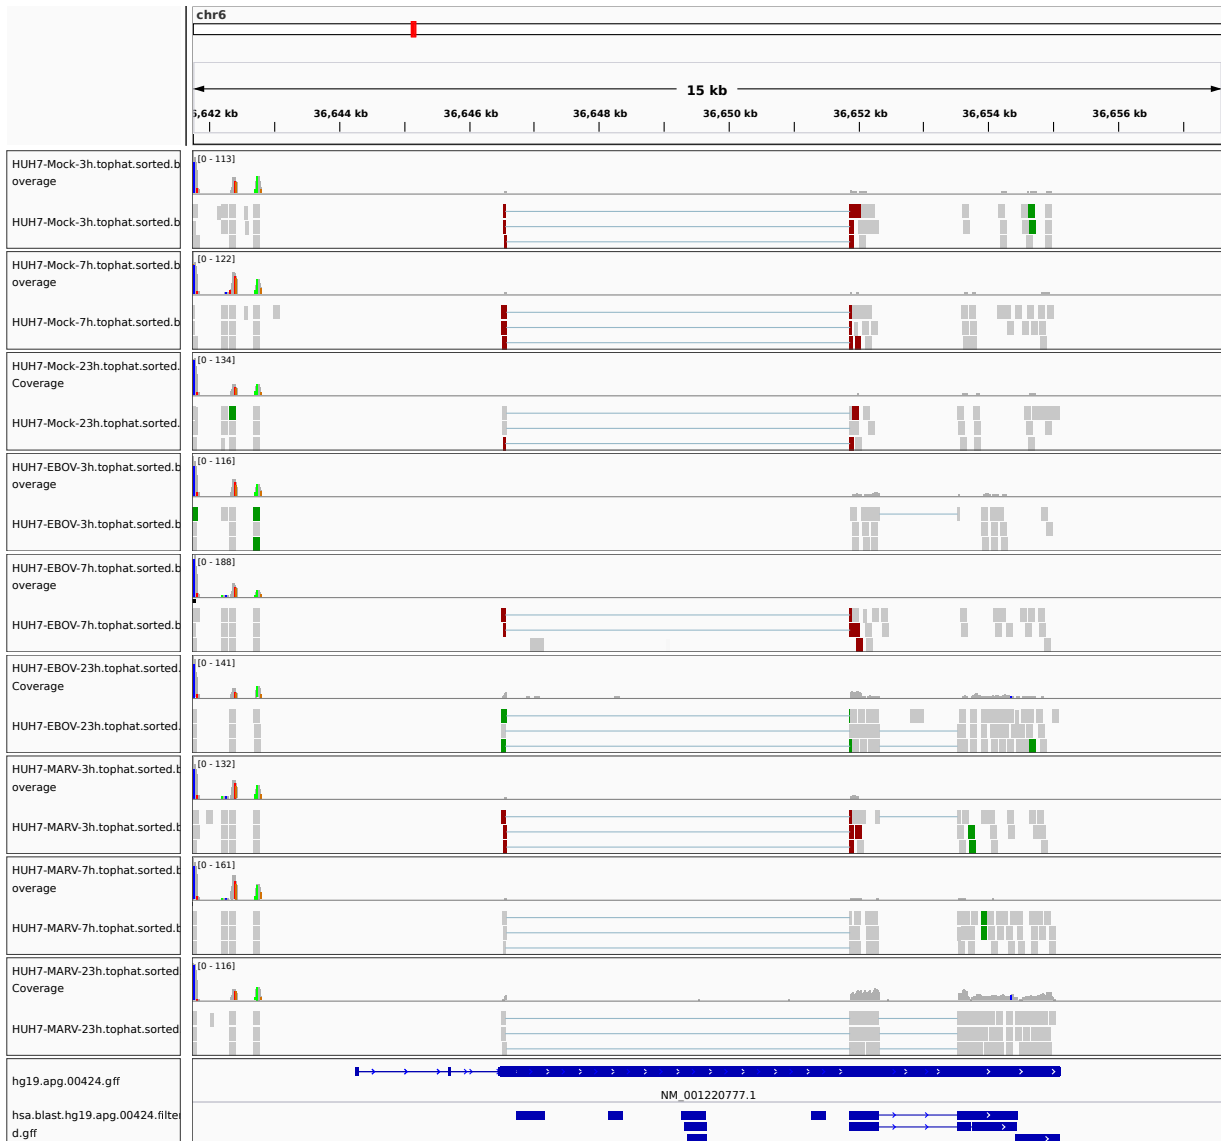 chr6
15 kb
5,642 kb 36,644 kb 36,646 kb 36,648 kb 36,650 kb 36,652 kb 36,654 kb 36,656 kb
HUH7-Mock-3h.tophat.sorted.b
overage
[0 - 113]
HUH7-Mock-3h.tophat.sorted.b
HUH7-Mock-7h.tophat.sorted.b
overage
[0 - 122]
HUH7-Mock-7h.tophat.sorted.b
HUH7-Mock-23h.tophat.sorted.
Coverage
[0 - 134]
HUH7-Mock-23h.tophat.sorted.
HUH7-EBOV-3h.tophat.sorted.b
overage
[0 - 116]
HUH7-EBOV-3h.tophat.sorted.b
HUH7-EBOV-7h.tophat.sorted.b
overage
[0 - 188]
HUH7-EBOV-7h.tophat.sorted.b
HUH7-EBOV-23h.tophat.sorted.
Coverage
[0 - 141]
HUH7-EBOV-23h.tophat.sorted.
HUH7-MARV-3h.tophat.sorted.b
overage
[0 - 132]
HUH7-MARV-3h.tophat.sorted.b
HUH7-MARV-7h.tophat.sorted.b
overage
[0 - 161]
HUH7-MARV-7h.tophat.sorted.b
HUH7-MARV-23h.tophat.sorted
Coverage
[0 - 116]
HUH7-MARV-23h.tophat.sorted
hg19.apg.00424.gff
NM_001220777.1
hsa.blast.hg19.apg.00424.filte
d.gff